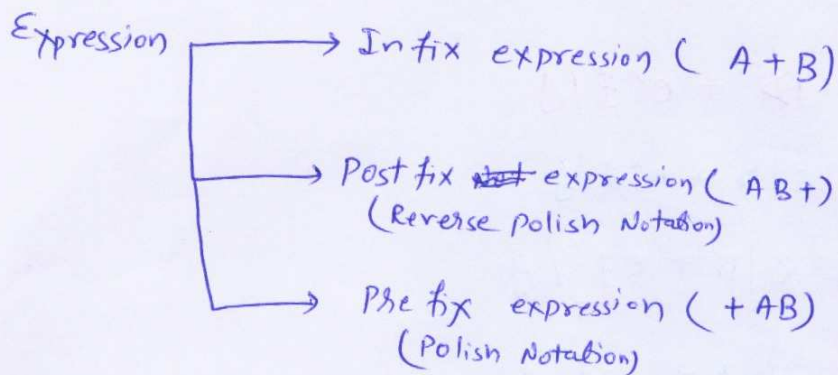 Expression → Infix expression ( A + B )
→ Postfix expression ( AB+ )
(Reverse polish Notation)
→ Prefix expression ( + AB )
(Polish Notation)